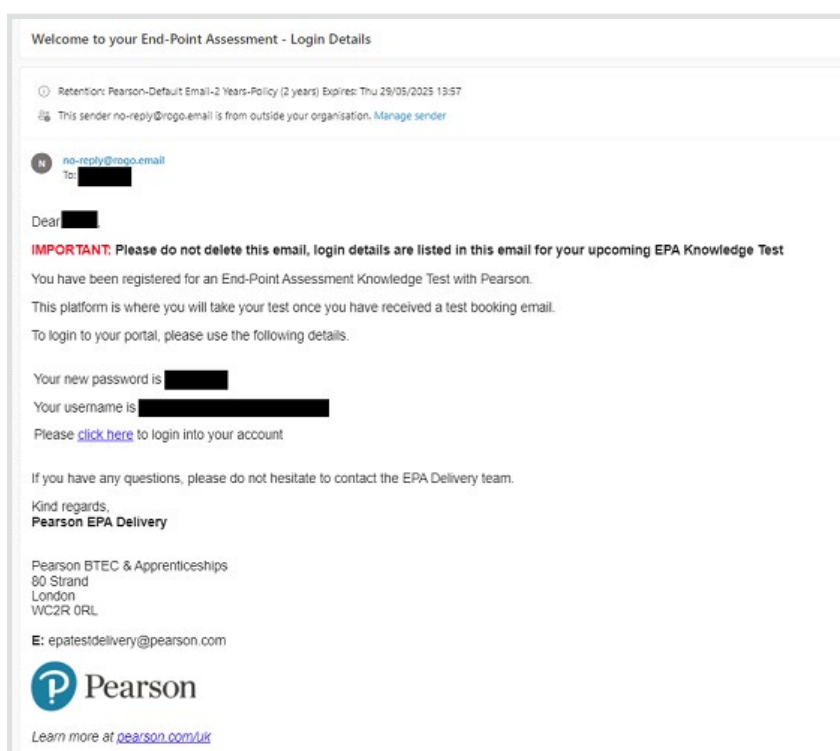 Welcome to your End-Point Assessment - Login Details
Retention: Pearson-Default Email-2 Years-Policy (2 years) Expires: Thu 29/05/2025 13:57
This sender no-reply@rogo.email is from outside your organisation. Manage sender
N
no-reply@rogo.email
To:
Dear ,
IMPORTANT: Please do not delete this email, login details are listed in this email for your upcoming EPA Knowledge Test
You have been registered for an End-Point Assessment Knowledge Test with Pearson.
This platform is where you will take your test once you have received a test booking email.
To login to your portal, please use the following details.
Your new password is
Your username is
Please click here to login into your account
If you have any questions, please do not hesitate to contact the EPA Delivery team.
Kind regards,
Pearson EPA Delivery
Pearson BTEC & Apprenticeships
80 Strand
London
WC2R 0RL
E: epatestdelivery@pearson.com
P Pearson
Learn more at pearson.com/uk